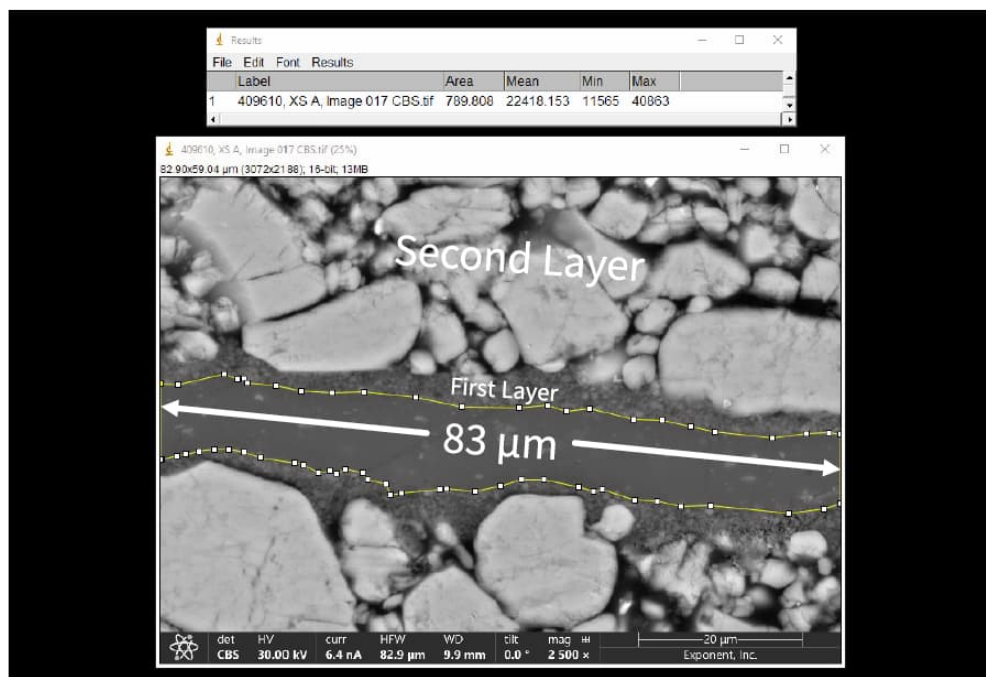 Results
File Edit Font Results
Label Area Mean Min Max
1 409610, XS A, Image 017 CBS.tif 789.808 22418.153 11565 40863
409610, XS A, Image 017 CBS.tif (25%)
82.90x59.04 µm (3072x2188); 16-bit; 13MB
Second Layer
First Layer
83 µm
det HV curr HFW WD tilt mag 20 µm
CBS 30.00 kV 6.4 nA 82.9 µm 9.9 mm 0.0 ° 2 500 x Exponent, Inc.